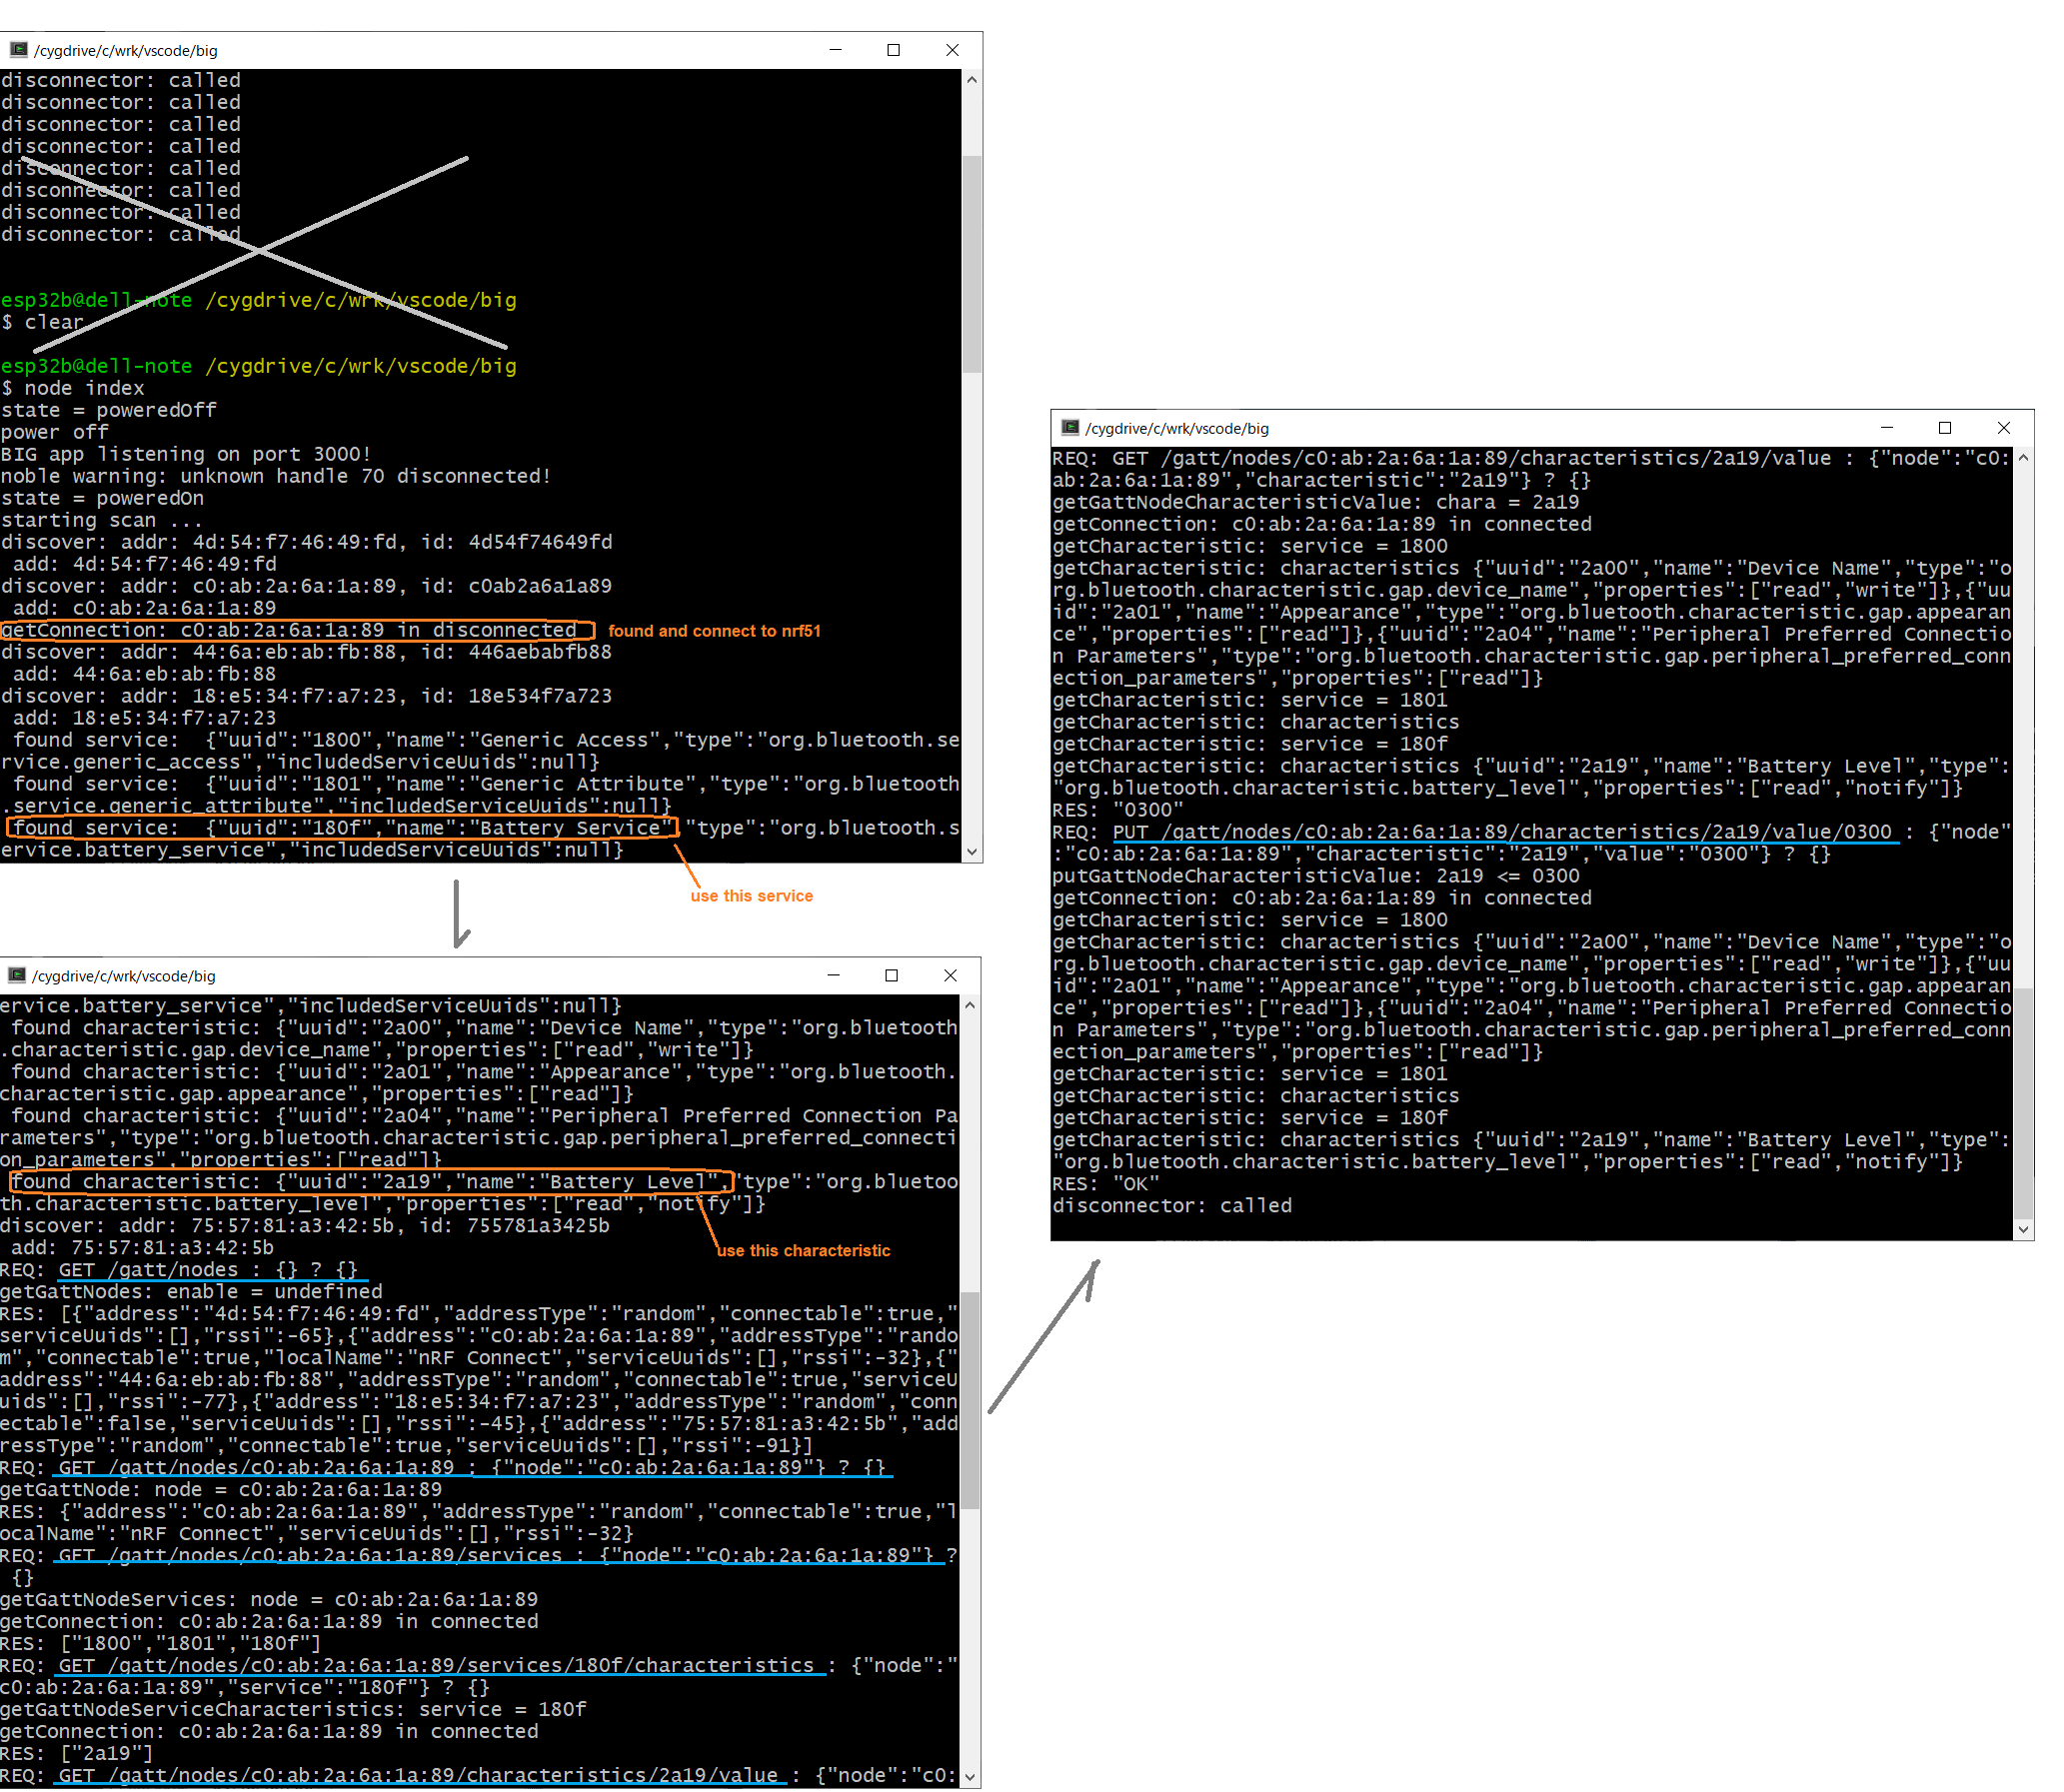 /cygdrive/c/wrk/vscode/big
disconnector: called
disconnector: called
disconnector: called
disconnector: called
disconnector: called
disconnector: called
disconnector: called
disconnector: called
esp32b@dell-note /cygdrive/c/wrk/vscode/big
$ clear
esp32b@dell-note /cygdrive/c/wrk/vscode/big
$ node index
state = poweredOff
power off
BIG app listening on port 3000!
noble warning: unknown handle 70 disconnected!
state = poweredOn
starting scan ...
discover: addr: 4d:54:f7:46:49:fd, id: 4d54f74649fd
add: 4d:54:f7:46:49:fd
discover: addr: c0:ab:2a:6a:1a:89, id: c0ab2a6a1a89
add: c0:ab:2a:6a:1a:89
getConnection: c0:ab:2a:6a:1a:89 in disconnected
found and connect to nrf51
discover: addr: 44:6a:eb:ab:fb:88, id: 446aebabfb88
add: 44:6a:eb:ab:fb:88
discover: addr: 18:e5:34:f7:a7:23, id: 18e534f7a723
add: 18:e5:34:f7:a7:23
found service:  {"uuid":"1800","name":"Generic Access","type":"org.bluetooth.se
rvice.generic_access","includedServiceUuids":null}
found service:  {"uuid":"1801","name":"Generic Attribute","type":"org.bluetooth
.service.generic_attribute","includedServiceUuids":null}
found service:  {"uuid":"180f","name":"Battery Service","type":"org.bluetooth.s
ervice.battery_service","includedServiceUuids":null}
use this service
/cygdrive/c/wrk/vscode/big
ervice.battery_service","includedServiceUuids":null}
found characteristic: {"uuid":"2a00","name":"Device Name","type":"org.bluetooth
.characteristic.gap.device_name","properties":["read","write"]}
found characteristic: {"uuid":"2a01","name":"Appearance","type":"org.bluetooth.
characteristic.gap.appearance","properties":["read"]}
found characteristic: {"uuid":"2a04","name":"Peripheral Preferred Connection Pa
rameters","type":"org.bluetooth.characteristic.gap.peripheral_preferred_connecti
on_parameters","properties":["read"]}
found characteristic: {"uuid":"2a19","name":"Battery Level","type":"org.bluetoo
th.characteristic.battery_level","properties":["read","notify"]}
discover: addr: 75:57:81:a3:42:5b, id: 755781a3425b
use this characteristic
add: 75:57:81:a3:42:5b
REQ: GET /gatt/nodes : {} ? {}
getGattNodes: enable = undefined
RES: [{"address":"4d:54:f7:46:49:fd","addressType":"random","connectable":true,"
serviceUuids":[],"rssi":-65},{"address":"c0:ab:2a:6a:1a:89","addressType":"rando
m","connectable":true,"localName":"nRF Connect","serviceUuids":[],"rssi":-32},{"
address":"44:6a:eb:ab:fb:88","addressType":"random","connectable":true,"serviceU
uids":[],"rssi":-77},{"address":"18:e5:34:f7:a7:23","addressType":"random","conn
ectable":false,"serviceUuids":[],"rssi":-45},{"address":"75:57:81:a3:42:5b","add
ressType":"random","connectable":true,"serviceUuids":[],"rssi":-91}]
REQ: GET /gatt/nodes/c0:ab:2a:6a:1a:89 : {"node":"c0:ab:2a:6a:1a:89"} ? {}
getGattNode: node = c0:ab:2a:6a:1a:89
RES: {"address":"c0:ab:2a:6a:1a:89","addressType":"random","connectable":true,"l
ocalName":"nRF Connect","serviceUuids":[],"rssi":-32}
REQ: GET /gatt/nodes/c0:ab:2a:6a:1a:89/services : {"node":"c0:ab:2a:6a:1a:89"} ?
{}
getGattNodeServices: node = c0:ab:2a:6a:1a:89
getConnection: c0:ab:2a:6a:1a:89 in connected
RES: ["1800","1801","180f"]
REQ: GET /gatt/nodes/c0:ab:2a:6a:1a:89/services/180f/characteristics : {"node":"
c0:ab:2a:6a:1a:89","service":"180f"} ? {}
getGattNodeServiceCharacteristics: service = 180f
getConnection: c0:ab:2a:6a:1a:89 in connected
RES: ["2a19"]
REQ: GET /gatt/nodes/c0:ab:2a:6a:1a:89/characteristics/2a19/value : {"node":"c0:
/cygdrive/c/wrk/vscode/big
REQ: GET /gatt/nodes/c0:ab:2a:6a:1a:89/characteristics/2a19/value : {"node":"c0:
ab:2a:6a:1a:89","characteristic":"2a19"} ? {}
getGattNodeCharacteristicValue: chara = 2a19
getConnection: c0:ab:2a:6a:1a:89 in connected
getCharacteristic: service = 1800
getCharacteristic: characteristics {"uuid":"2a00","name":"Device Name","type":"o
rg.bluetooth.characteristic.gap.device_name","properties":["read","write"]},{"uu
id":"2a01","name":"Appearance","type":"org.bluetooth.characteristic.gap.appearan
ce","properties":["read"]},{"uuid":"2a04","name":"Peripheral Preferred Connectio
n Parameters","type":"org.bluetooth.characteristic.gap.peripheral_preferred_conn
ection_parameters","properties":["read"]}
getCharacteristic: service = 1801
getCharacteristic: characteristics
getCharacteristic: service = 180f
getCharacteristic: characteristics {"uuid":"2a19","name":"Battery Level","type":
"org.bluetooth.characteristic.battery_level","properties":["read","notify"]}
RES: "0300"
REQ: PUT /gatt/nodes/c0:ab:2a:6a:1a:89/characteristics/2a19/value/0300 : {"node"
:"c0:ab:2a:6a:1a:89","characteristic":"2a19","value":"0300"} ? {}
putGattNodeCharacteristicValue: 2a19 <= 0300
getConnection: c0:ab:2a:6a:1a:89 in connected
getCharacteristic: service = 1800
getCharacteristic: characteristics {"uuid":"2a00","name":"Device Name","type":"o
rg.bluetooth.characteristic.gap.device_name","properties":["read","write"]},{"uu
id":"2a01","name":"Appearance","type":"org.bluetooth.characteristic.gap.appearan
ce","properties":["read"]},{"uuid":"2a04","name":"Peripheral Preferred Connectio
n Parameters","type":"org.bluetooth.characteristic.gap.peripheral_preferred_conn
ection_parameters","properties":["read"]}
getCharacteristic: service = 1801
getCharacteristic: characteristics
getCharacteristic: service = 180f
getCharacteristic: characteristics {"uuid":"2a19","name":"Battery Level","type":
"org.bluetooth.characteristic.battery_level","properties":["read","notify"]}
RES: "OK"
disconnector: called